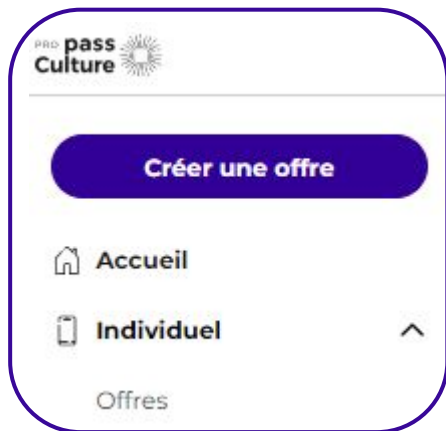 PRO pass
Culture
Créer une offre
Accueil
Individuel
Offres